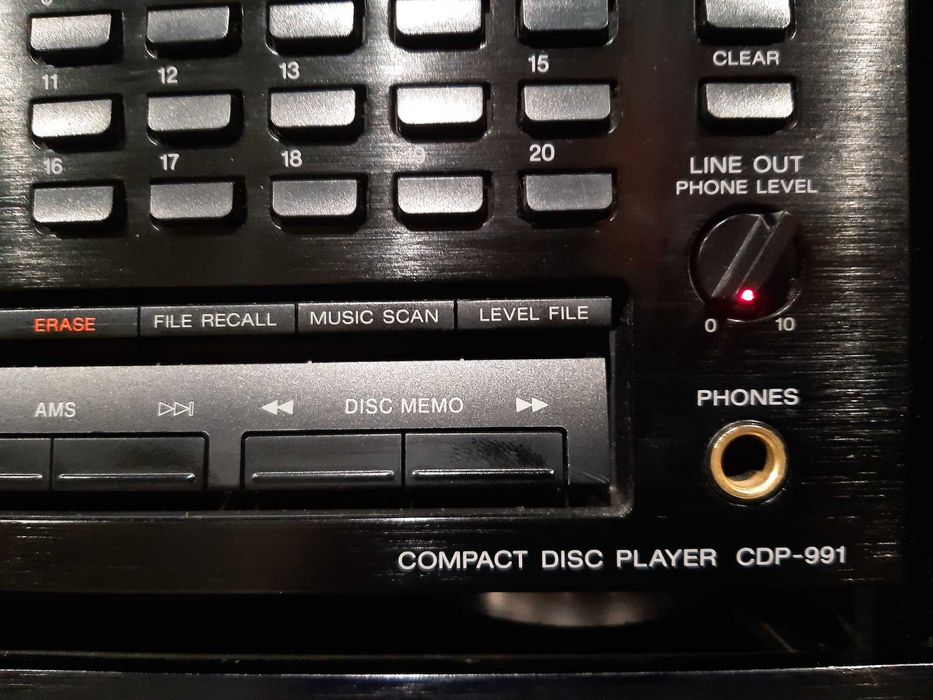 11 12 13 15
CLEAR
16 17 18 20
LINE OUT
PHONE LEVEL
0 10
ERASE FILE RECALL MUSIC SCAN LEVEL FILE
AMS ▷▷| ◀◀ DISC MEMO ▶▶
PHONES
COMPACT DISC PLAYER CDP-991